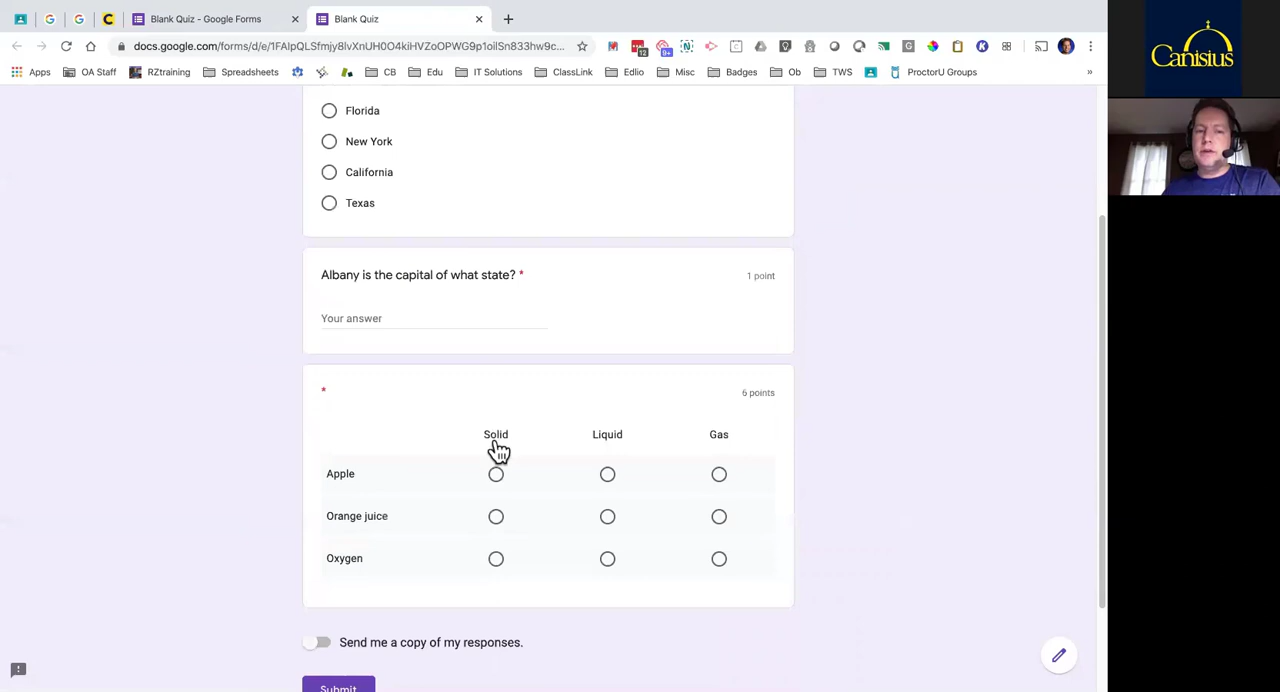 Blank Quiz - Google Forms
Blank Quiz
docs.google.com/forms/d/e/1FAIpQLSfmjy8lvXnUH0O4kiHVZoOPWG9p1oilSn833hw9c...
12
9+
Apps
OA Staff
RZtraining
Spreadsheets
CB
Edu
IT Solutions
ClassLink
Edlio
Misc
Badges
Ob
TWS
ProctorU Groups
»
Canisius
Florida
New York
California
Texas
Albany is the capital of what state? *
1 point
Your answer
*
6 points
Solid Liquid Gas
Apple
Orange juice
Oxygen
Send me a copy of my responses.
Submit